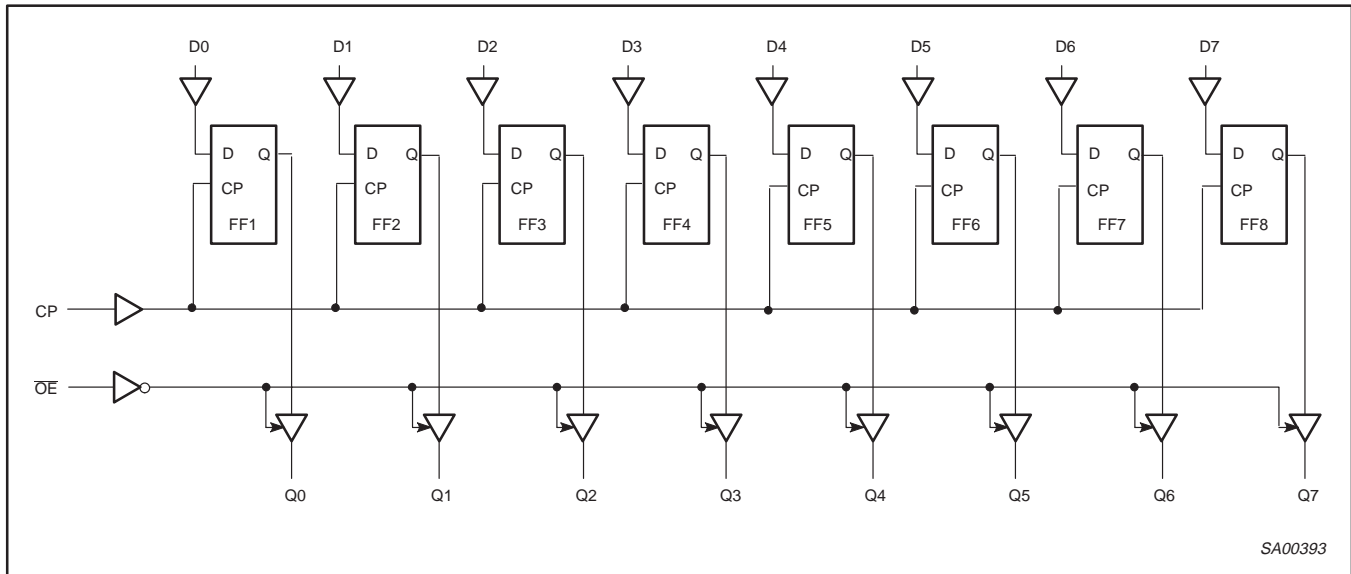 D0 D1 D2 D3 D4 D5 D6 D7
D Q D Q D Q D Q D Q D Q D Q D Q
CP CP CP CP CP CP CP CP
FF1 FF2 FF3 FF4 FF5 FF6 FF7 FF8
CP
O̅E̅
Q0 Q1 Q2 Q3 Q4 Q5 Q6 Q7
SA00393